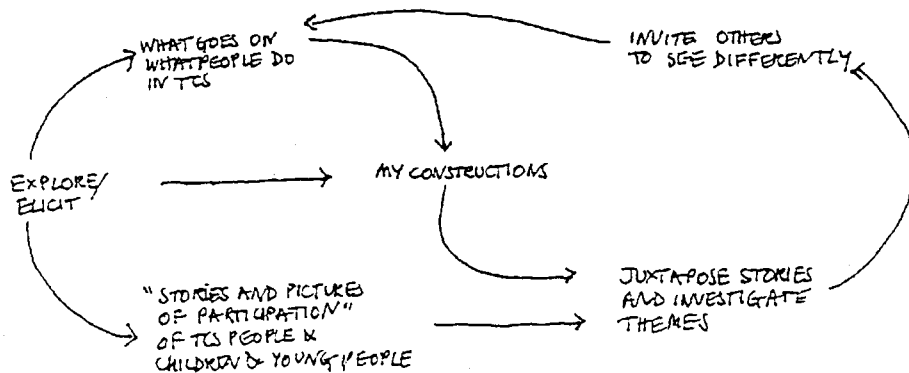 WHAT GOES ON
WHAT PEOPLE DO
IN TCS
INVITE OTHERS
TO SEE DIFFERENTLY
EXPLORE/
ELICIT
MY CONSTRUCTIONS
"STORIES AND PICTURES
OF PARTICIPATION"
OF TCS PEOPLE &
CHILDREN & YOUNG PEOPLE
JUXTAPOSE STORIES
AND INVESTIGATE
THEMES